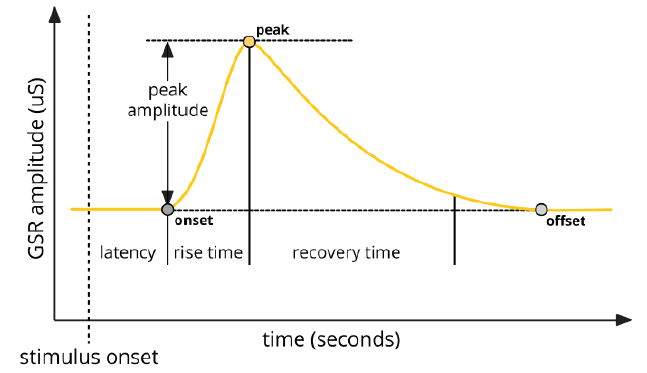 peak
peak
amplitude
GSR amplitude (uS)
onset
offset
latency
rise time
recovery time
time (seconds)
stimulus onset